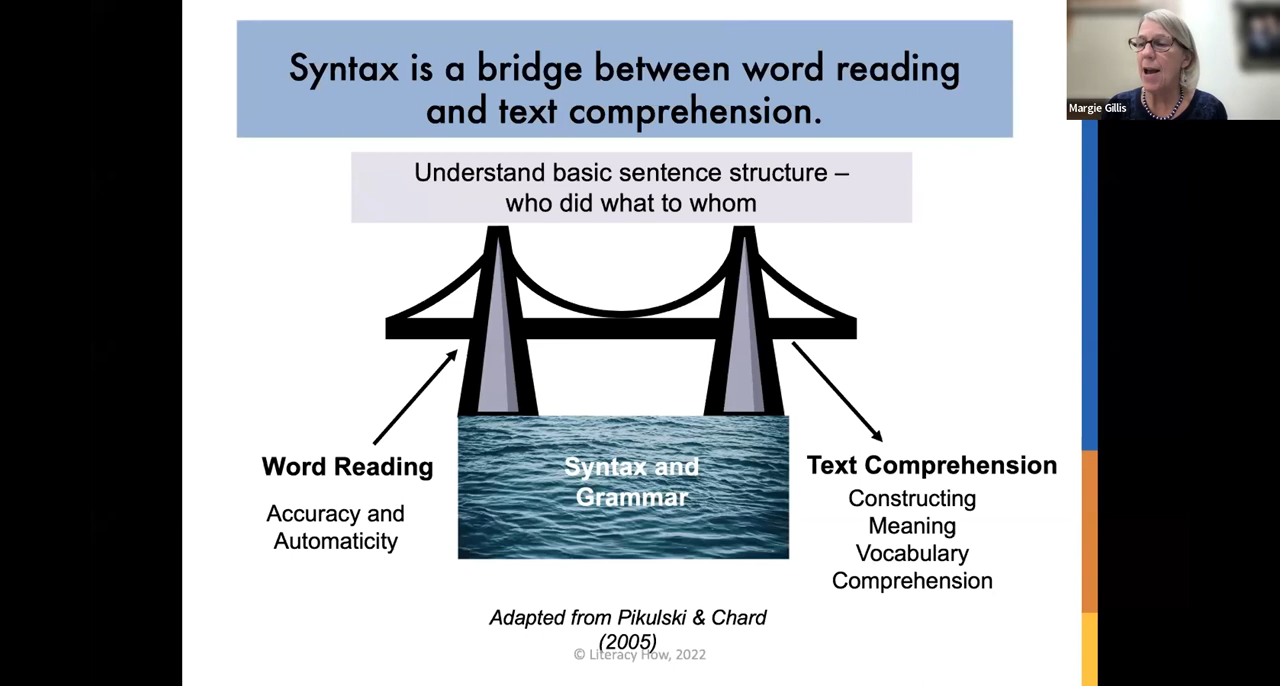 Syntax is a bridge between word reading
and text comprehension.
Margie Gillis
Understand basic sentence structure –
who did what to whom
Word Reading
Accuracy and
Automaticity
Syntax and
Grammar
Text Comprehension
Constructing
Meaning
Vocabulary
Comprehension
Adapted from Pikulski & Chard
(2005)
© Literacy How, 2022